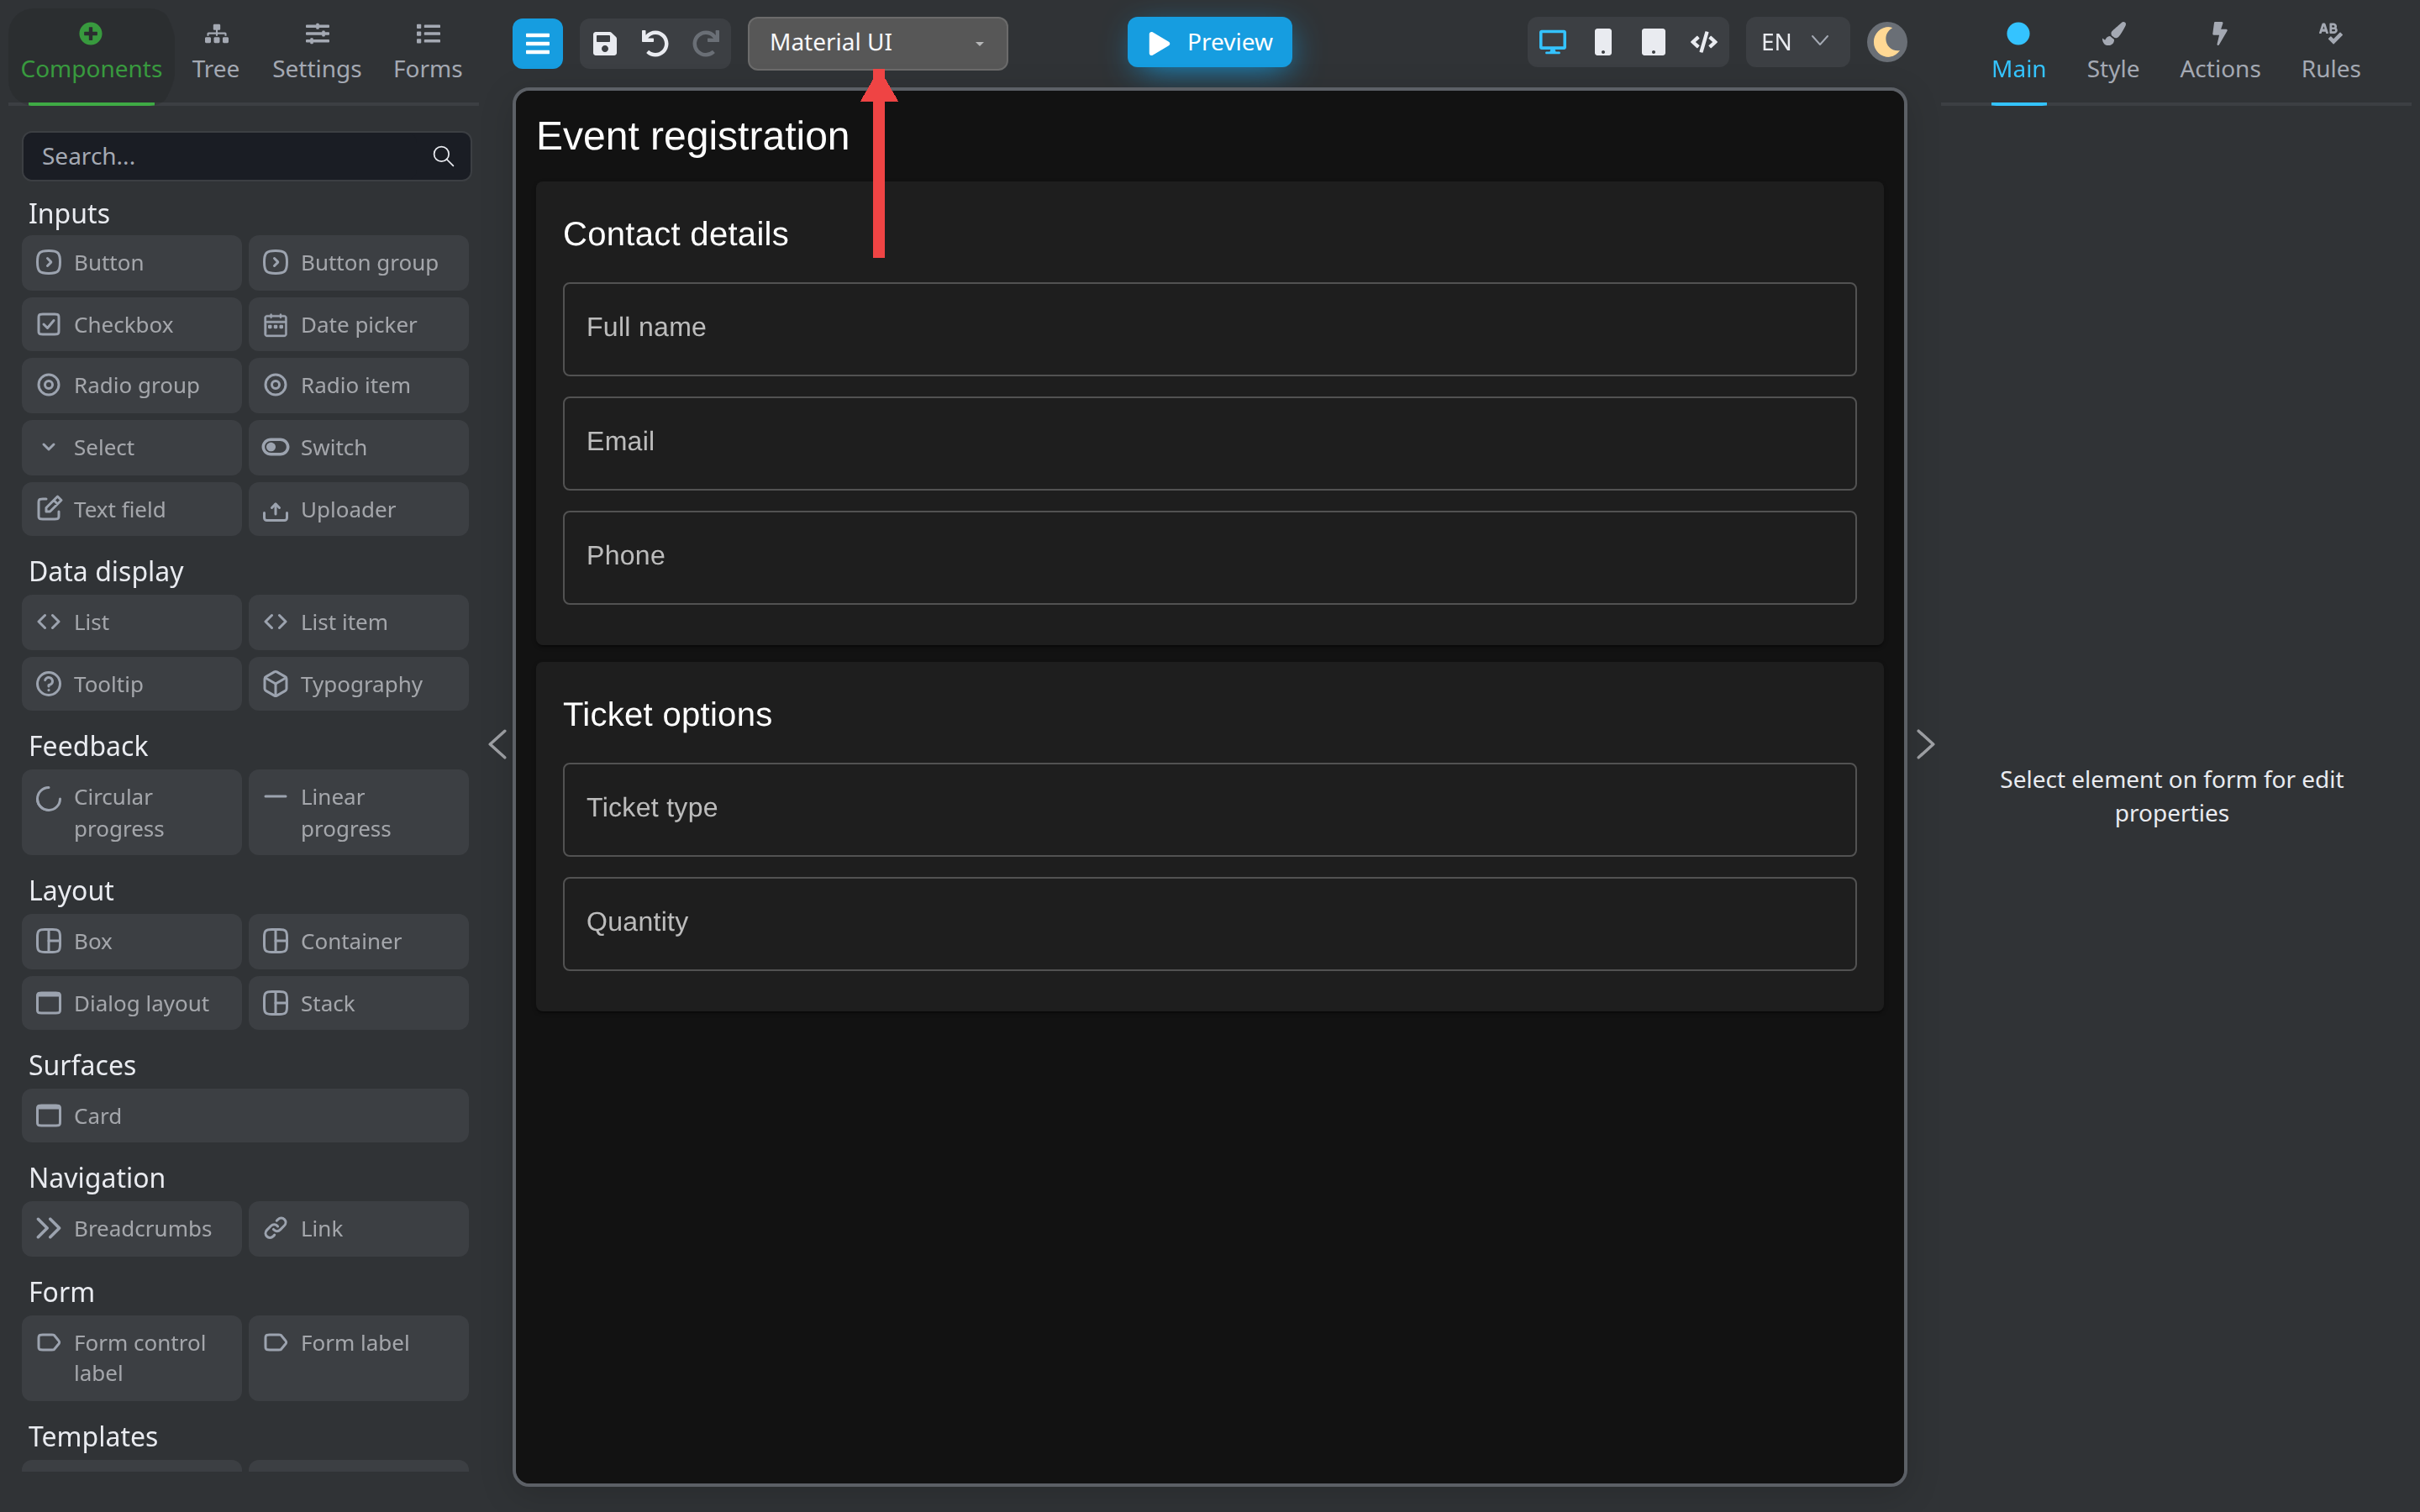 Components
Tree
Settings
Forms
Material UI
Preview
EN
Main
Style
AB
Actions
Rules
Search...
Inputs
Button
Button group
Checkbox
Date picker
Radio group
Radio item
Select
Switch
Text field
Uploader
Data display
List
List item
Tooltip
Typography
Feedback
Circular
progress
Linear
progress
Layout
Box
Container
Dialog layout
Stack
Surfaces
Card
Navigation
Breadcrumbs
Link
Form
Form control
label
Form label
Templates
Event registration
Contact details
Full name
Email
Phone
Ticket options
Ticket type
Quantity
Select element on form for edit
properties